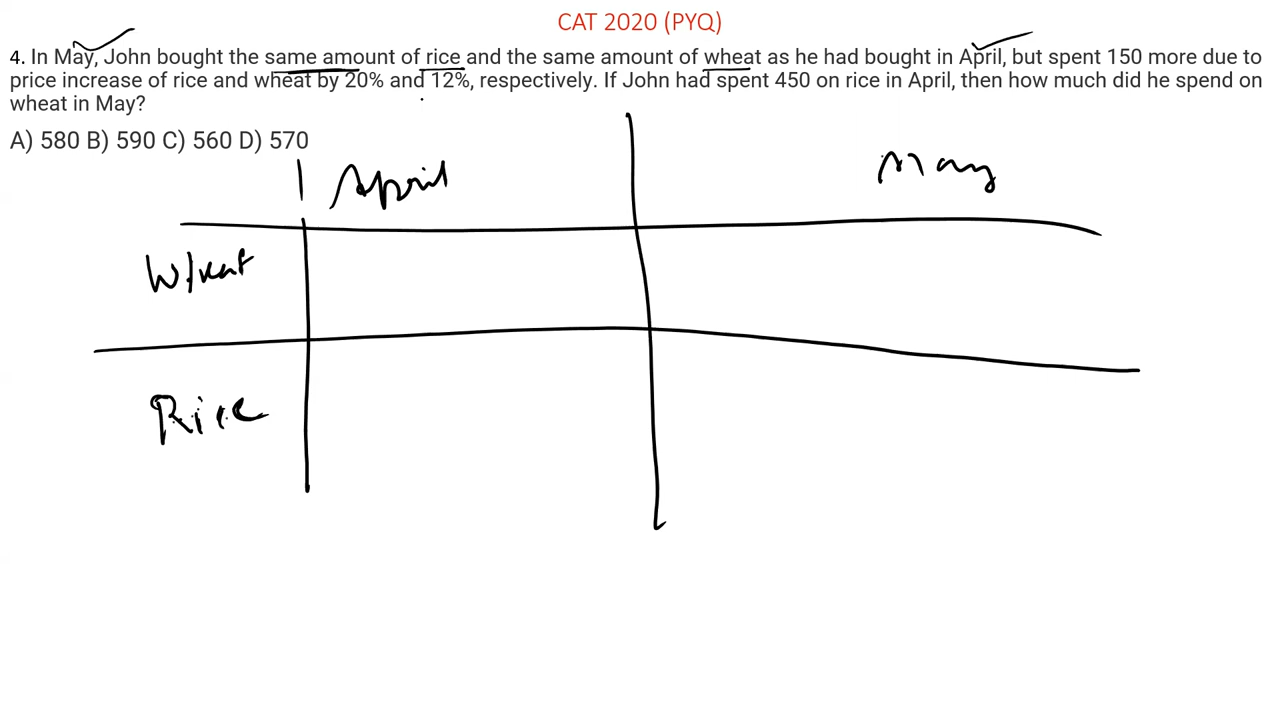 CAT 2020 (PYQ)
4. In May, John bought the same amount of rice and the same amount of wheat as he had bought in April, but spent 150 more due to
price increase of rice and wheat by 20% and 12%, respectively. If John had spent 450 on rice in April, then how much did he spend on
wheat in May?
A) 580 B) 590 C) 560 D) 570
April May
Wheat
Rice